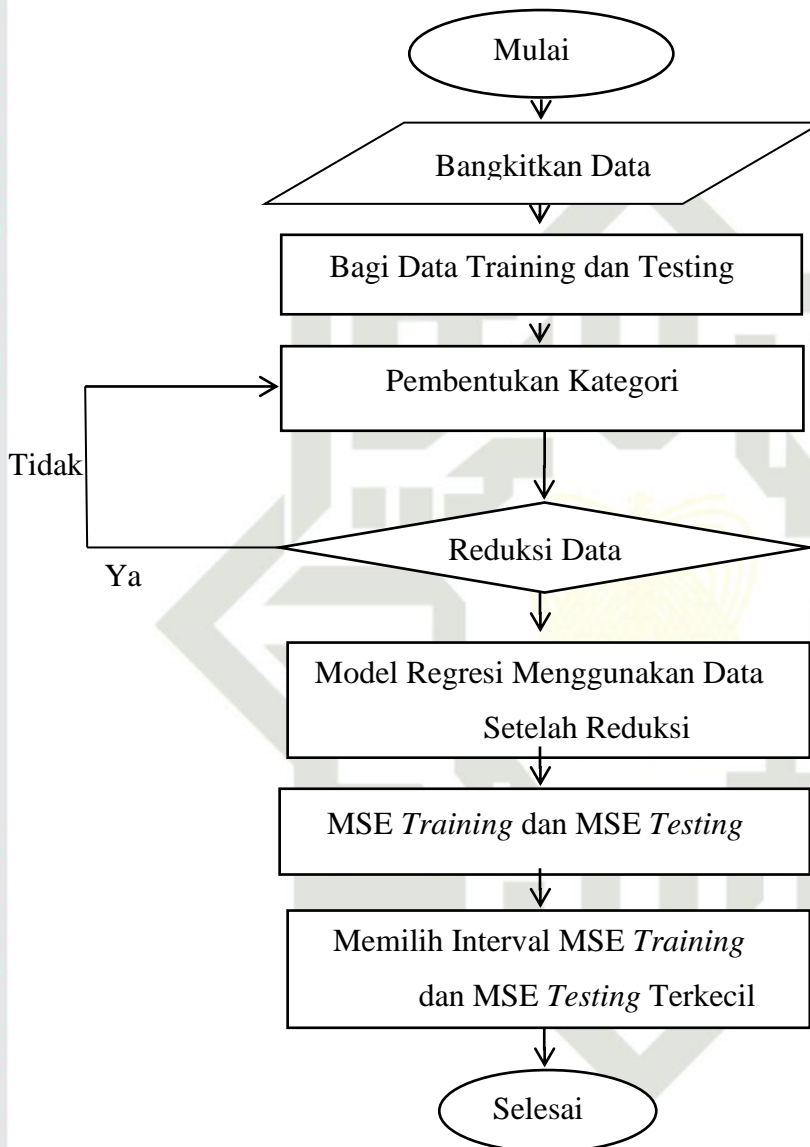 Mulai
Bangkitkan Data
Bagi Data Training dan Testing
Pembentukan Kategori
Tidak
Reduksi Data
Ya
Model Regresi Menggunakan Data
Setelah Reduksi
MSE Training dan MSE Testing
Memilih Interval MSE Training
dan MSE Testing Terkecil
Selesai